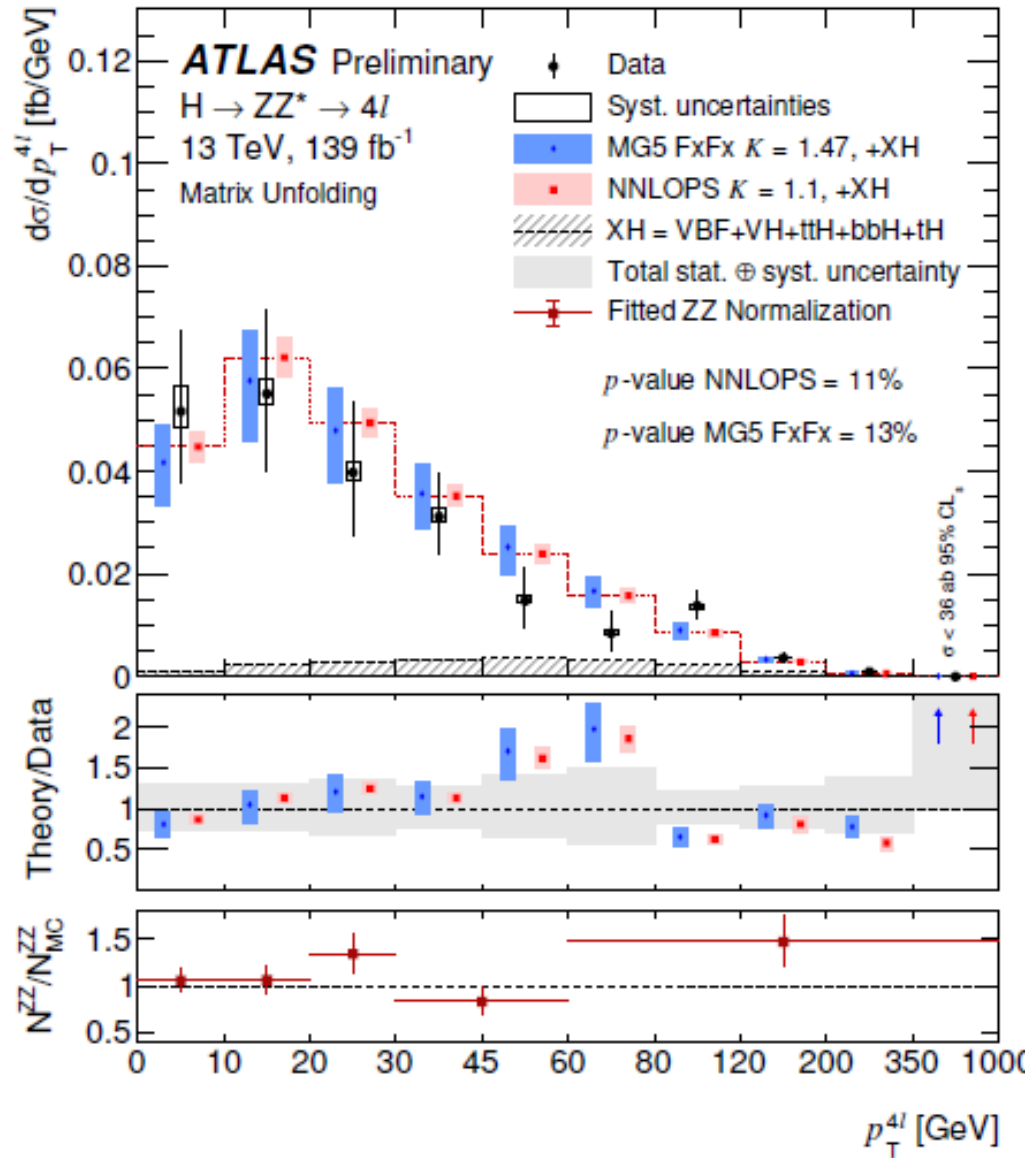 dσ/dp_T^{4l} [fb/GeV]
0.12
0.1
0.08
0.06
0.04
0.02
0
ATLAS Preliminary
H → ZZ* → 4l
13 TeV, 139 fb⁻¹
Matrix Unfolding
Data
Syst. uncertainties
MG5 FxFx K = 1.47, +XH
NNLOPS K = 1.1, +XH
XH = VBF+VH+ttH+bbH+tH
Total stat. ⊕ syst. uncertainty
Fitted ZZ Normalization
p-value NNLOPS = 11%
p-value MG5 FxFx = 13%
σ < 36 ab 95% CL_s
Theory/Data
2
1.5
1
0.5
N^{ZZ}/N_{MC}^{ZZ}
1.5
1
0.5
0 10 20 30 45 60 80 120 200 350 1000
p_T^{4l} [GeV]